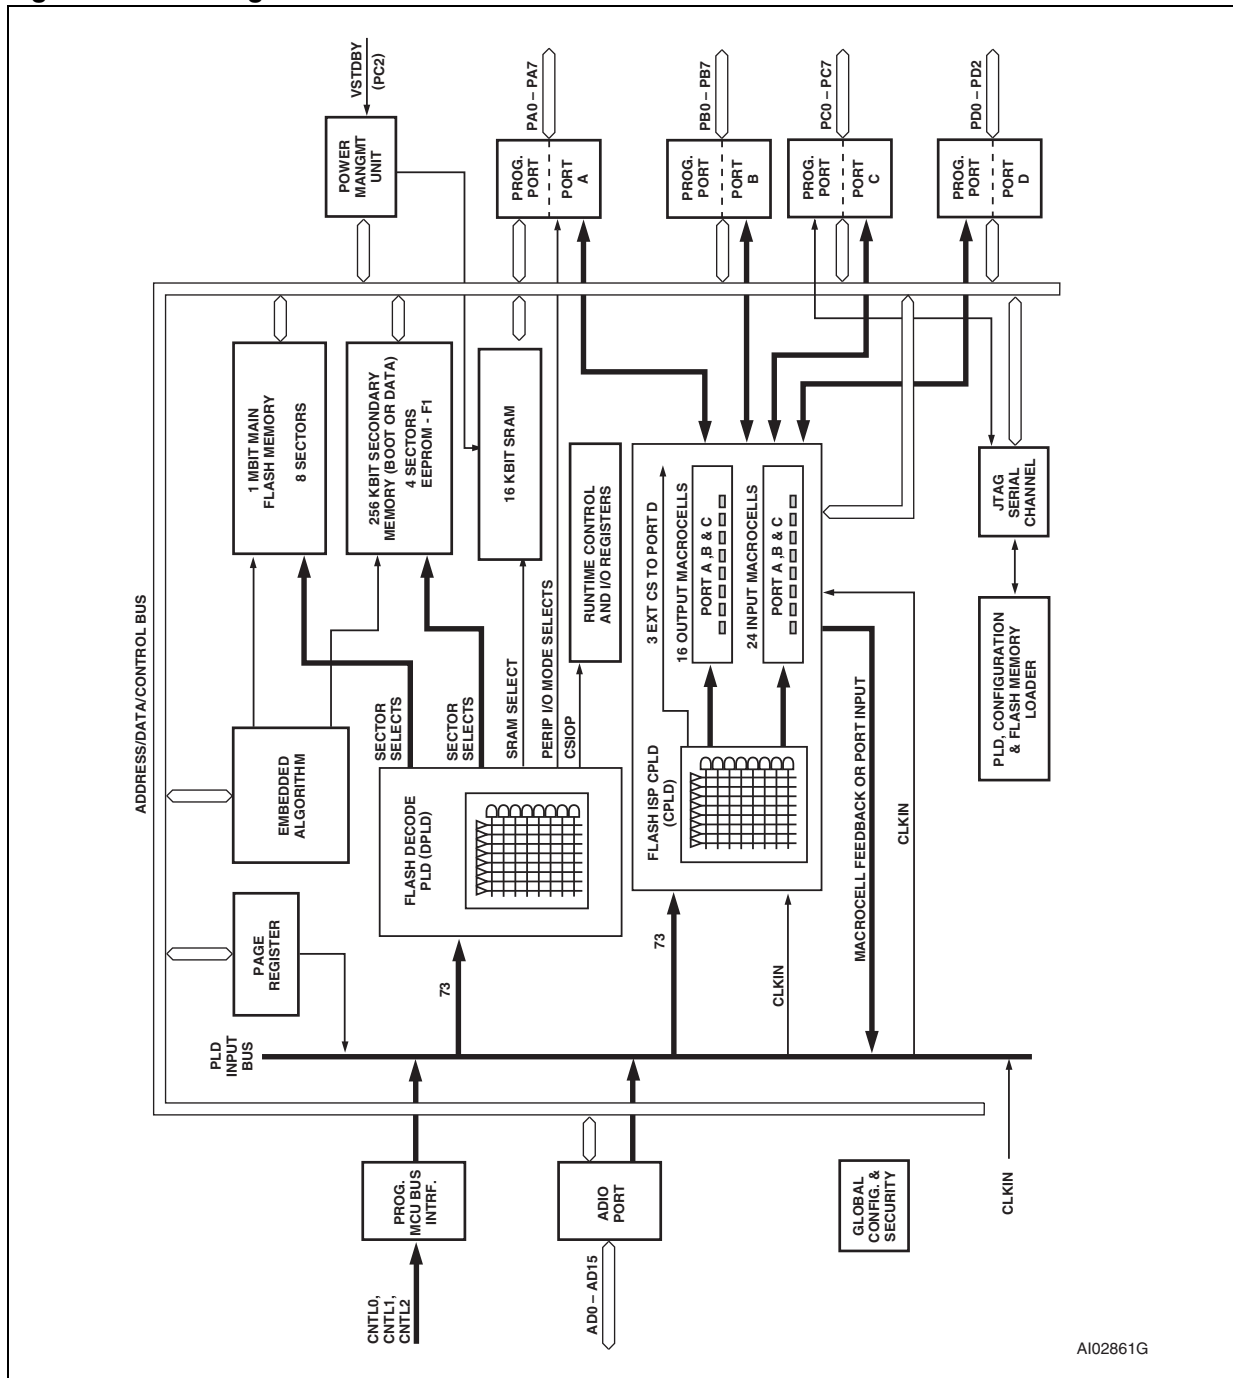 VSTDBY
(PC2)
PA0 – PA7
PB0 – PB7
PC0 – PC7
PD0 – PD2
POWER
MANGMT
UNIT
PROG.
PORT
PORT
A
PROG.
PORT
PORT
B
PROG.
PORT
PORT
C
PROG.
PORT
PORT
D
ADDRESS/DATA/CONTROL BUS
1 MBIT MAIN
FLASH MEMORY
8 SECTORS
256 KBIT SECONDARY
MEMORY (BOOT OR DATA)
4 SECTORS
EEPROM - F1
16 KBIT SRAM
RUNTIME CONTROL
AND I/O REGISTERS
3 EXT CS TO PORT D
16 OUTPUT MACROCELLS
PORT A ,B & C
24 INPUT MACROCELLS
PORT A ,B & C
JTAG
SERIAL
CHANNEL
PLD, CONFIGURATION
& FLASH MEMORY
LOADER
SECTOR
SELECTS
SECTOR
SELECTS
SRAM SELECT
PERIP I/O MODE SELECTS
CSIOP
EMBEDDED
ALGORITHM
FLASH DECODE
PLD (DPLD)
FLASH ISP CPLD
(CPLD)
MACROCELL FEEDBACK OR PORT INPUT
CLKIN
PAGE
REGISTER
73
73
CLKIN
PLD
INPUT
BUS
PROG.
MCU BUS
INTRF.
ADIO
PORT
GLOBAL
CONFIG. &
SECURITY
CLKIN
CNTL0,
CNTL1,
CNTL2
AD0 – AD15
AI02861G